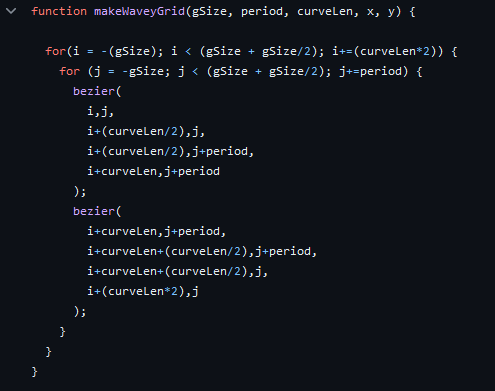 function makeWaveyGrid(gSize, period, curveLen, x, y) {
for(i = -(gSize); i < (gSize + gSize/2); i+=(curveLen*2)) {
for (j = -gSize; j < (gSize + gSize/2); j+=period) {
bezier(
i,j,
i+(curveLen/2),j,
i+(curveLen/2),j+period,
i+curveLen,j+period
);
bezier(
i+curveLen,j+period,
i+curveLen+(curveLen/2),j+period,
i+curveLen+(curveLen/2),j,
i+(curveLen*2),j
);
}
}
}